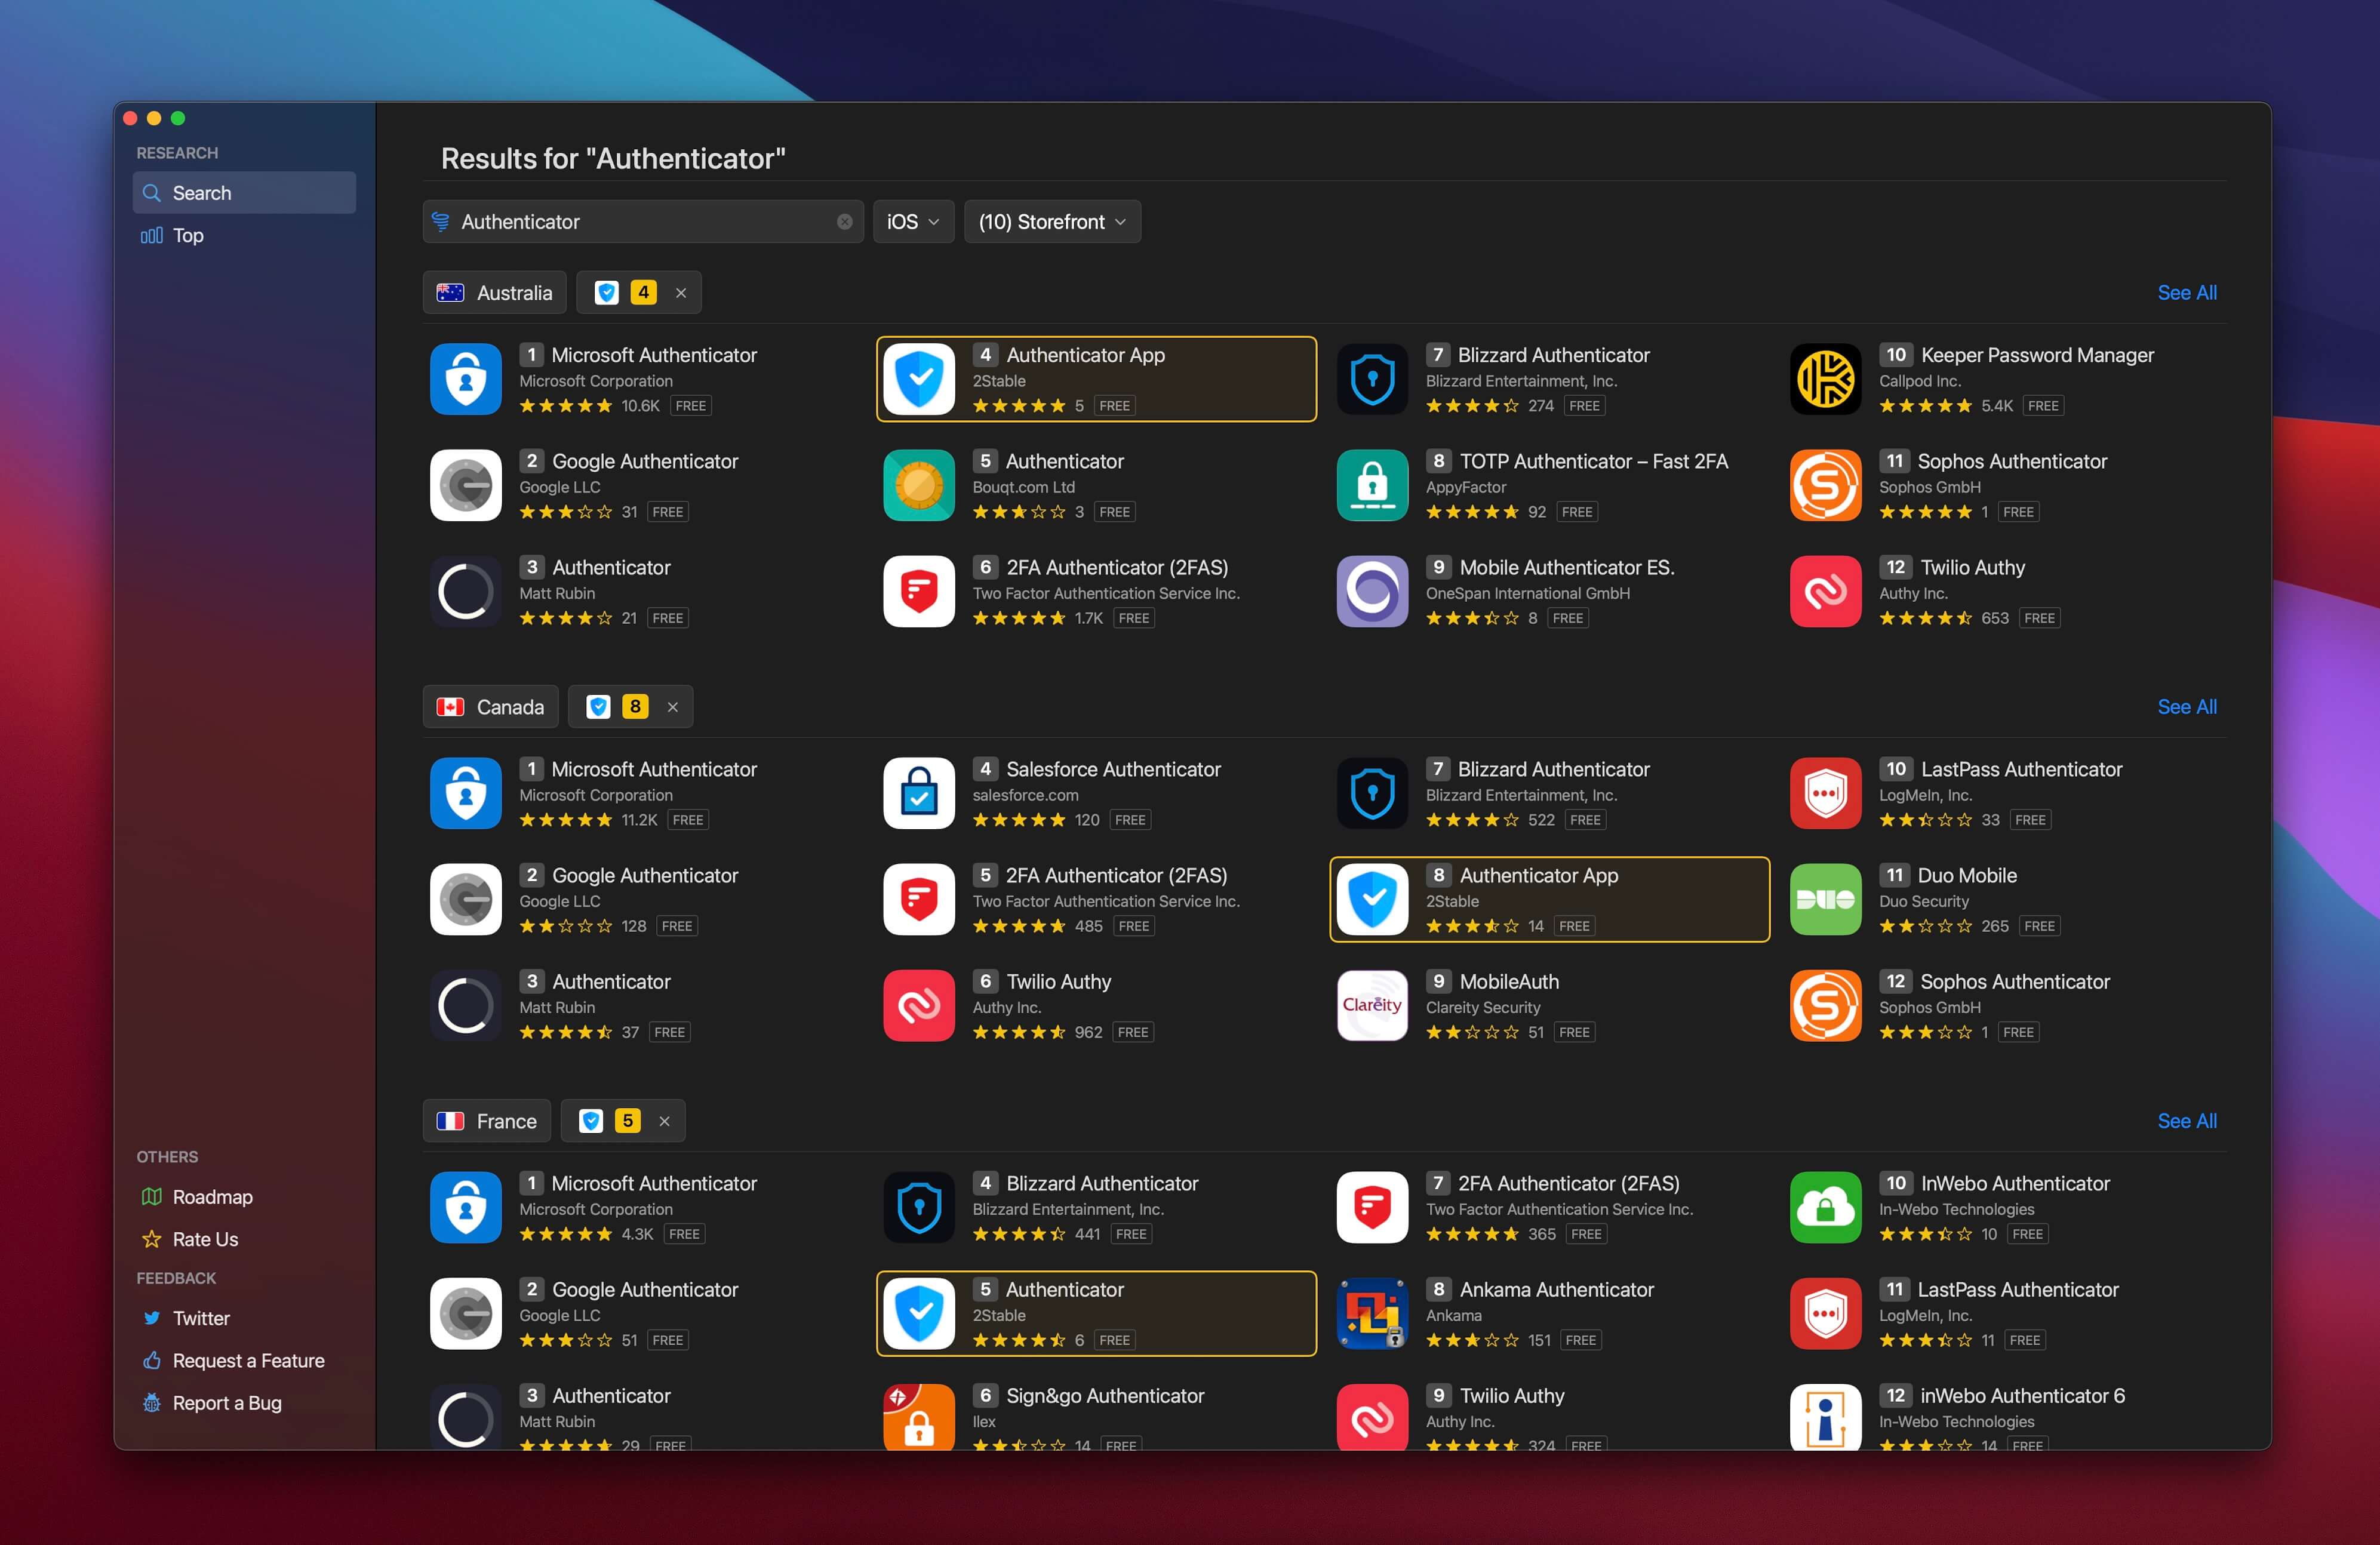 RESEARCH
Search
Top
OTHERS
Roadmap
Rate Us
FEEDBACK
Twitter
Request a Feature
Report a Bug
Results for "Authenticator"
Authenticator
iOS
(10) Storefront
Australia
4
See All
1 Microsoft Authenticator
Microsoft Corporation
10.6K FREE
2 Google Authenticator
Google LLC
31 FREE
3 Authenticator
Matt Rubin
21 FREE
4 Authenticator App
2Stable
5 FREE
5 Authenticator
Bouqt.com Ltd
3 FREE
6 2FA Authenticator (2FAS)
Two Factor Authentication Service Inc.
1.7K FREE
7 Blizzard Authenticator
Blizzard Entertainment, Inc.
274 FREE
8 TOTP Authenticator – Fast 2FA
AppyFactor
92 FREE
9 Mobile Authenticator ES.
OneSpan International GmbH
8 FREE
10 Keeper Password Manager
Callpod Inc.
5.4K FREE
11 Sophos Authenticator
Sophos GmbH
1 FREE
12 Twilio Authy
Authy Inc.
653 FREE
Canada
8
See All
1 Microsoft Authenticator
Microsoft Corporation
11.2K FREE
2 Google Authenticator
Google LLC
128 FREE
3 Authenticator
Matt Rubin
37 FREE
4 Salesforce Authenticator
salesforce.com
120 FREE
5 2FA Authenticator (2FAS)
Two Factor Authentication Service Inc.
485 FREE
6 Twilio Authy
Authy Inc.
962 FREE
7 Blizzard Authenticator
Blizzard Entertainment, Inc.
522 FREE
8 Authenticator App
2Stable
14 FREE
Clareity
9 MobileAuth
Clareity Security
51 FREE
10 LastPass Authenticator
LogMeIn, Inc.
33 FREE
DUO
11 Duo Mobile
Duo Security
265 FREE
12 Sophos Authenticator
Sophos GmbH
1 FREE
France
5
See All
1 Microsoft Authenticator
Microsoft Corporation
4.3K FREE
2 Google Authenticator
Google LLC
51 FREE
3 Authenticator
Matt Rubin
29 FREE
4 Blizzard Authenticator
Blizzard Entertainment, Inc.
441 FREE
5 Authenticator
2Stable
6 FREE
6 Sign&go Authenticator
Ilex
14 FREE
7 2FA Authenticator (2FAS)
Two Factor Authentication Service Inc.
365 FREE
8 Ankama Authenticator
Ankama
151 FREE
9 Twilio Authy
Authy Inc.
324 FREE
10 InWebo Authenticator
In-Webo Technologies
10 FREE
11 LastPass Authenticator
LogMeIn, Inc.
11 FREE
12 inWebo Authenticator 6
In-Webo Technologies
14 FREE